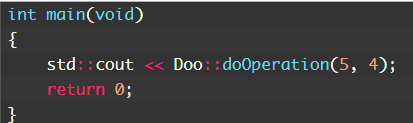 int main(void)
{
    std::cout << Doo::doOperation(5, 4);
    return 0;
}